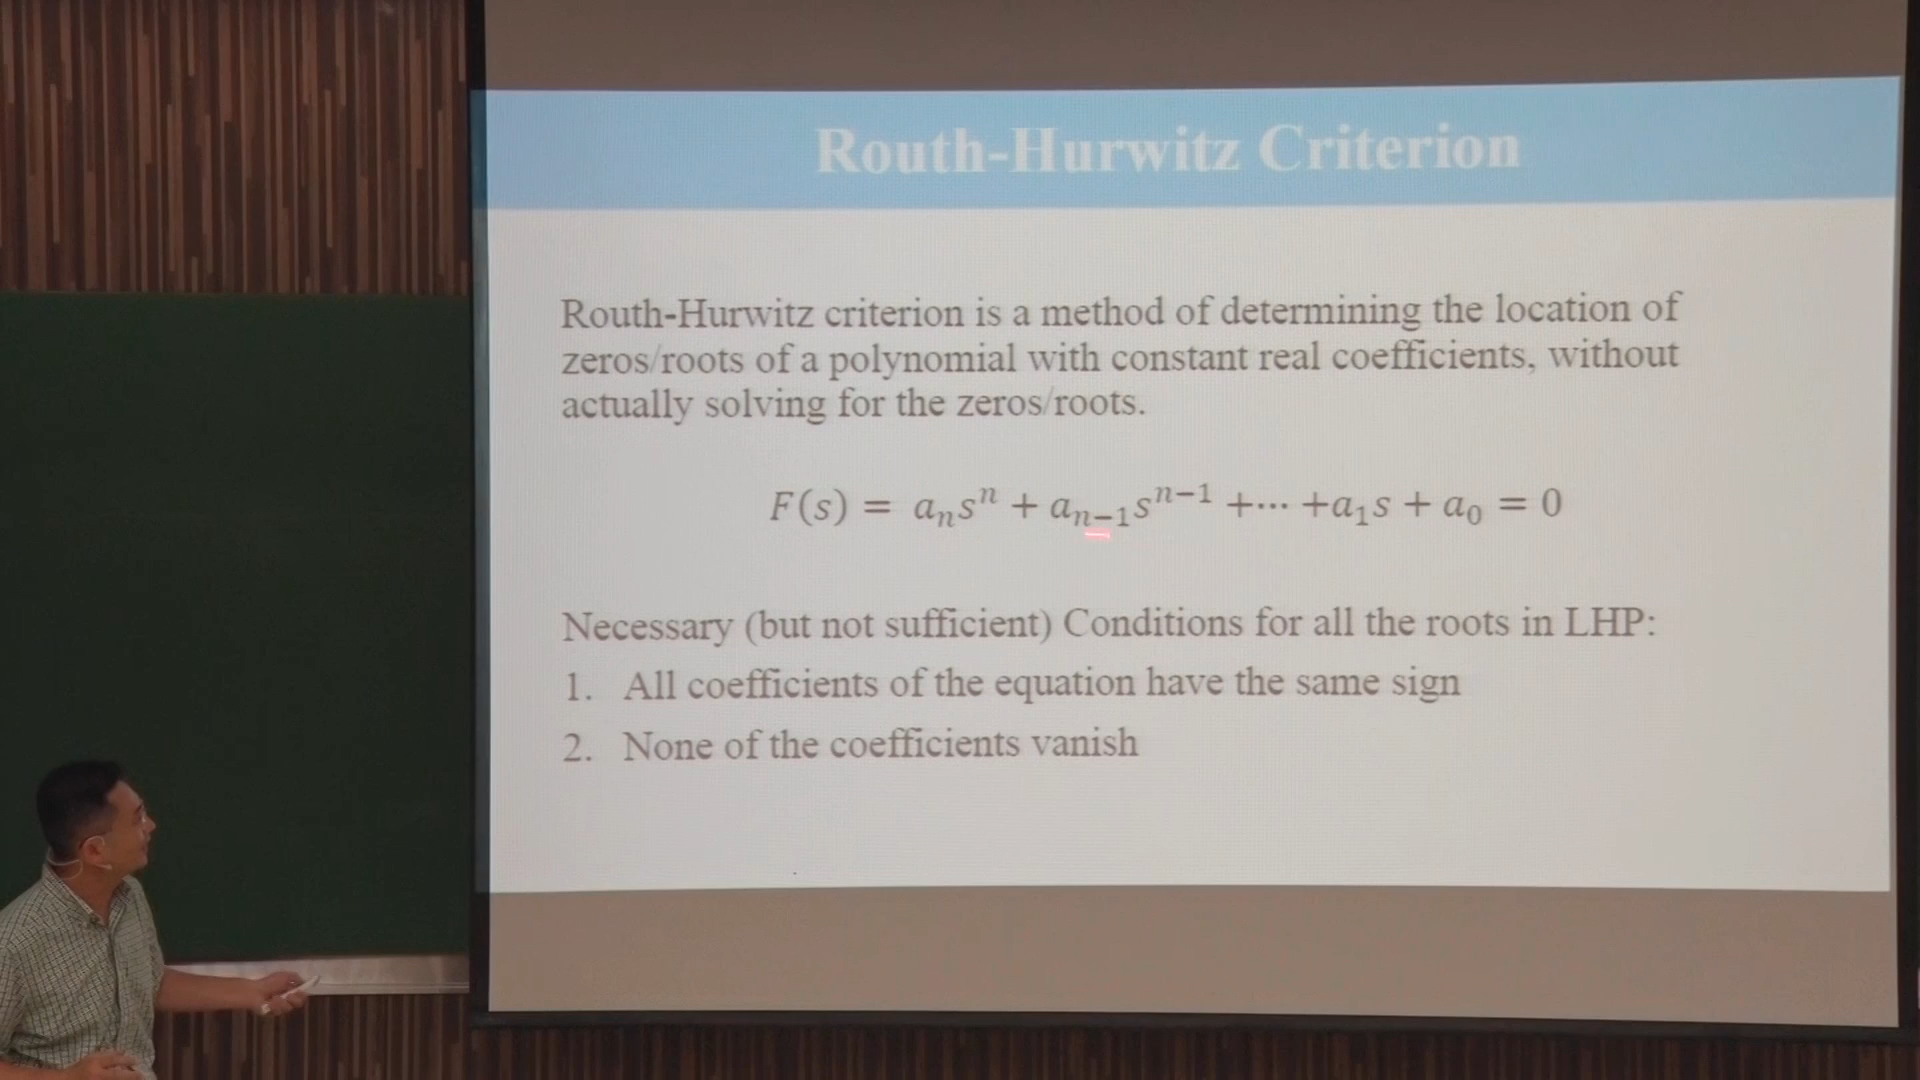 Routh-Hurwitz Criterion
Routh-Hurwitz criterion is a method of determining the location of
zeros/roots of a polynomial with constant real coefficients, without
actually solving for the zeros/roots.
F(s) = aₙsⁿ + aₙ₋₁sⁿ⁻¹ +⋯ +a₁s + a₀ = 0
Necessary (but not sufficient) Conditions for all the roots in LHP:
1. All coefficients of the equation have the same sign
2. None of the coefficients vanish